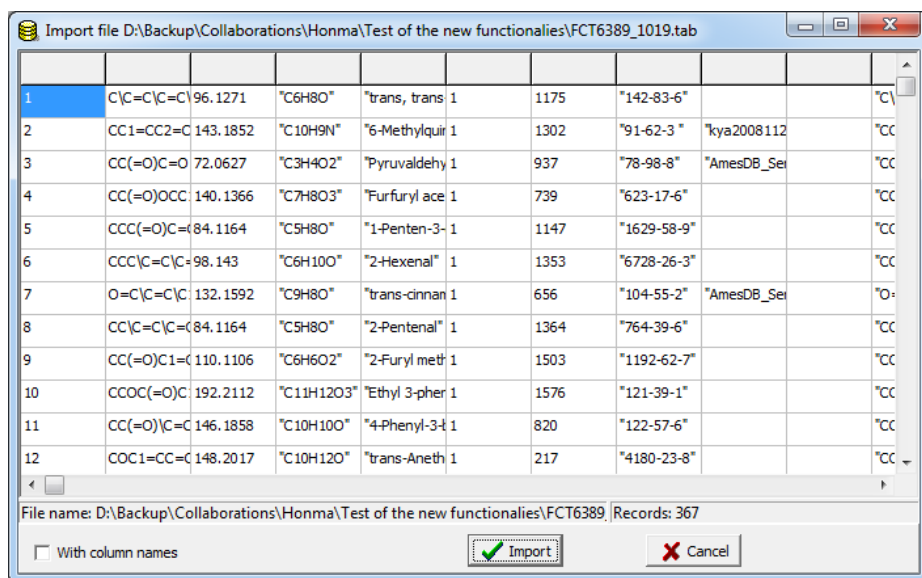 Import file D:\Backup\Collaborations\Honma\Test of the new functionalies\FCT6389_1019.tab
1 C\C=C\C=C\ 96.1271 "C6H8O" "trans, trans- 1 1175 "142-83-6" "C\
2 CC1=CC2=C 143.1852 "C10H9N" "6-Methylquir 1 1302 "91-62-3 " "kya2008112 "CC
3 CC(=O)C=O 72.0627 "C3H4O2" "Pyruvaldehy 1 937 "78-98-8" "AmesDB_Ser "CC
4 CC(=O)OCC 140.1366 "C7H8O3" "Furfuryl ace 1 739 "623-17-6" "CC
5 CCC(=O)C=C 84.1164 "C5H8O" "1-Penten-3- 1 1147 "1629-58-9" "CC
6 CCC\C=C\C= 98.143 "C6H10O" "2-Hexenal" 1 1353 "6728-26-3" "CC
7 O=C\C=C\C 132.1592 "C9H8O" "trans-cinnan 1 656 "104-55-2" "AmesDB_Ser "O=
8 CC\C=C\C=C 84.1164 "C5H8O" "2-Pentenal" 1 1364 "764-39-6" "CC
9 CC(=O)C1=C 110.1106 "C6H6O2" "2-Furyl meth 1 1503 "1192-62-7" "CC
10 CCOC(=O)C 192.2112 "C11H12O3" "Ethyl 3-pher 1 1576 "121-39-1" "CC
11 CC(=O)\C=C 146.1858 "C10H10O" "4-Phenyl-3-b 1 820 "122-57-6" "CC
12 COC1=CC=C 148.2017 "C10H12O" "trans-Aneth 1 217 "4180-23-8" "CC
File name: D:\Backup\Collaborations\Honma\Test of the new functionalies\FCT6389_ Records: 367
With column names Import Cancel